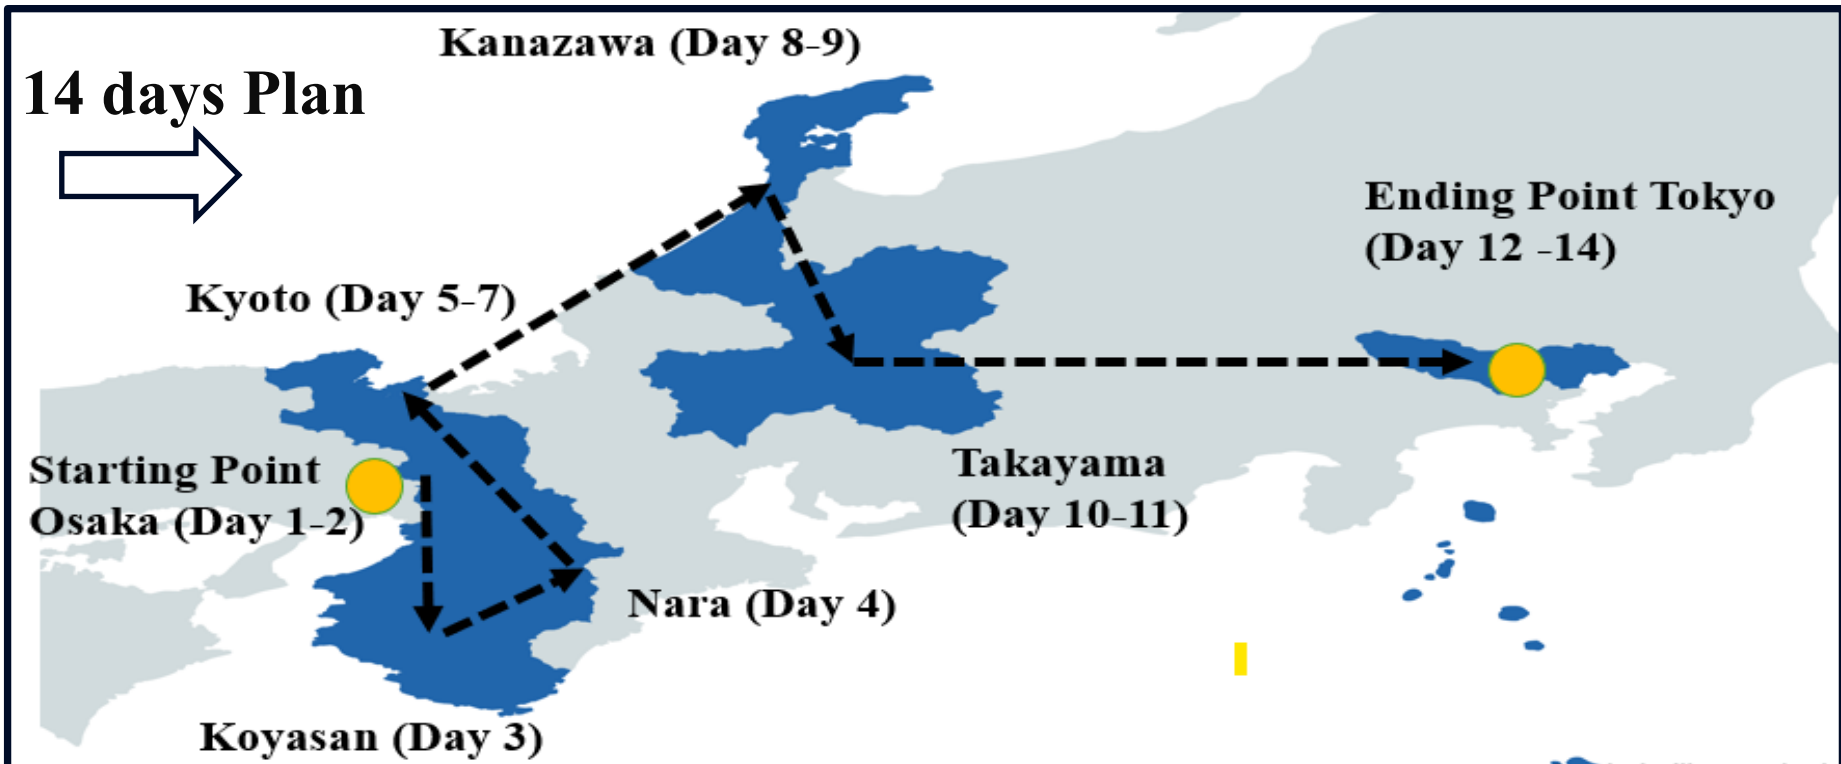 Kanazawa (Day 8-9)
14 days Plan
Ending Point Tokyo
(Day 12 -14)
Kyoto (Day 5-7)
Starting Point
Osaka (Day 1-2)
Takayama
(Day 10-11)
Nara (Day 4)
Koyasan (Day 3)